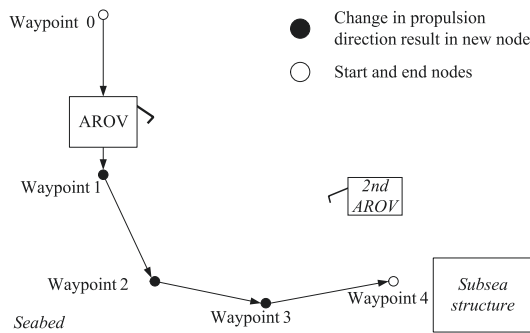 Waypoint 0
Change in propulsion
direction result in new node
Start and end nodes
AROV
Waypoint 1
2nd
AROV
Waypoint 2
Waypoint 3
Waypoint 4
Subsea
structure
Seabed